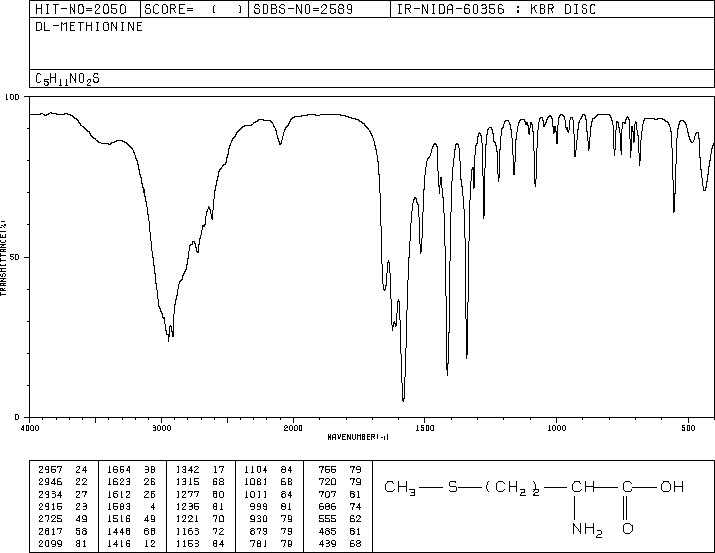 HIT-NO=2050 SCORE= ( ) SDBS-NO=2589 IR-NIDA-60356 : KBR DISC
DL-METHIONINE
C5H11NO2S
100
TRANSMITTANCE(%)
50
0
4000 3000 2000 1500 1000 500
WAVENUMBER(-1)
2967 24 1664 38 1342 17 1104 84 766 79
2946 22 1623 26 1315 68 1081 68 720 79
2934 27 1612 26 1277 60 1011 84 707 81
2915 23 1583 4 1236 81 999 81 686 74
2725 49 1516 49 1221 70 930 79 555 62
2617 58 1448 68 1163 72 879 79 485 81
2099 81 1416 12 1153 84 781 79 439 68
CH3 S (CH2)2 CH C OH
NH2 O